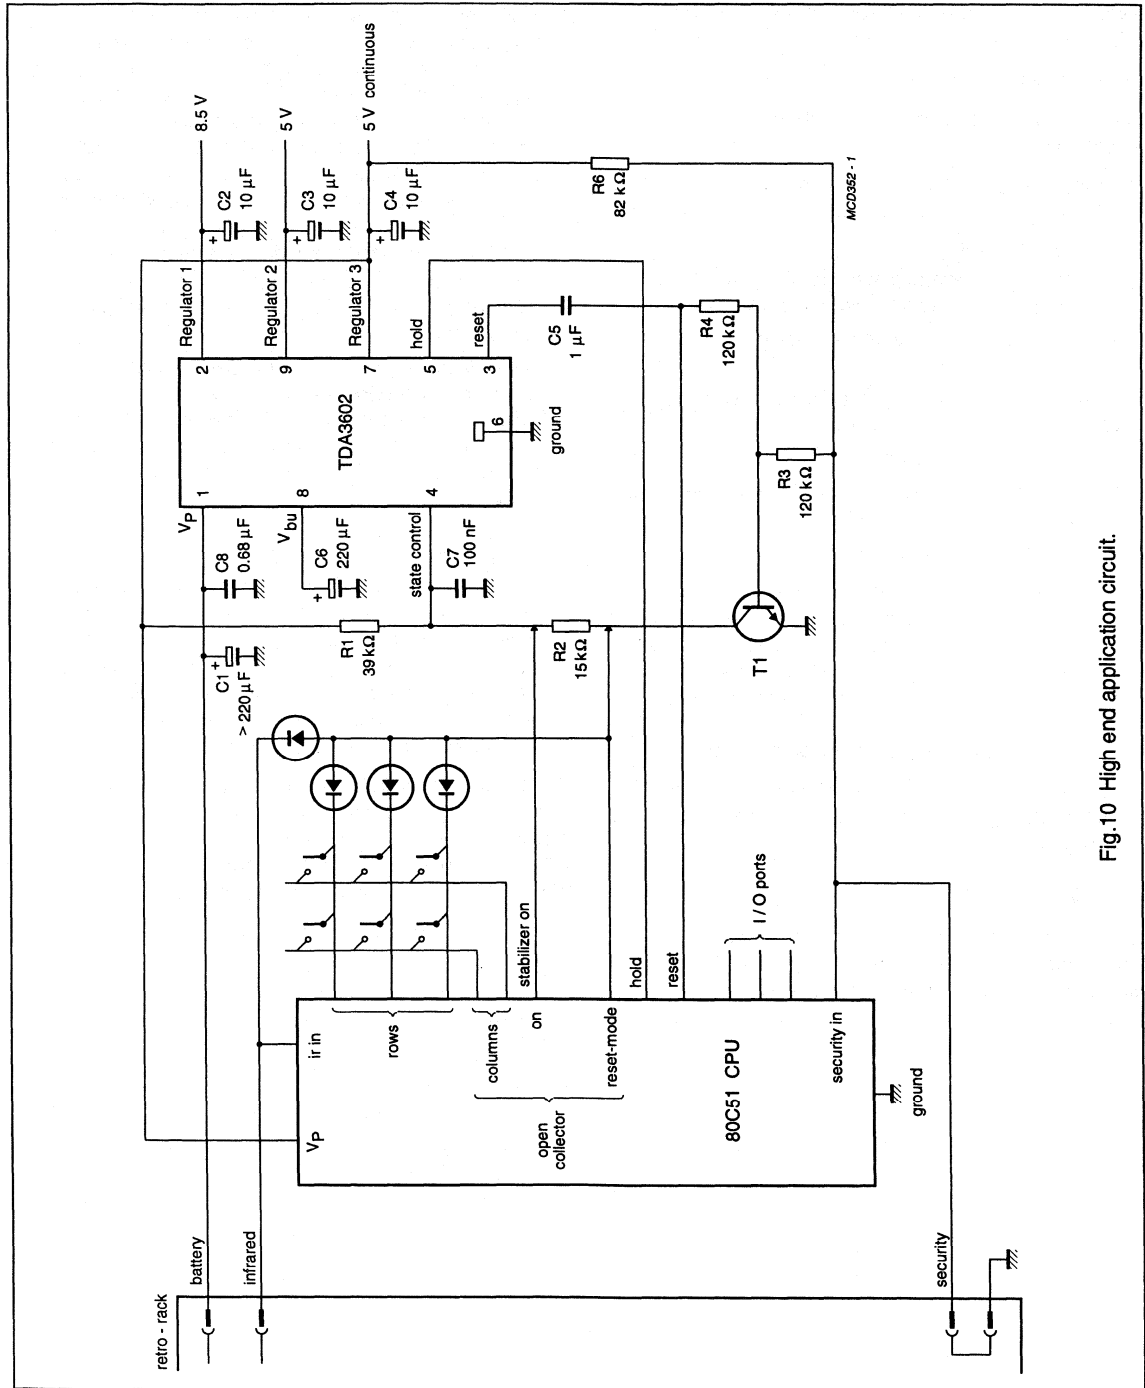 retro - rack
battery
infrared
security
VP
ir in
rows
columns
on
open
collector
reset-mode
80C51 CPU
security in
ground
stabilizer on
hold
reset
I / O ports
C1
+
> 220 µF
C8
0.68 µF
VP
Vbu
+
C6
220 µF
state control
C7
100 nF
R1
39 kΩ
R2
15 kΩ
T1
1
8
4
TDA3602
2
9
7
5
3
6
ground
Regulator 1
Regulator 2
Regulator 3
hold
reset
+
C2
10 µF
+
C3
10 µF
+
C4
10 µF
8.5 V
5 V
5 V continuous
C5
1 µF
R4
120 kΩ
R3
120 kΩ
R6
82 kΩ
MCD352 - 1
Fig.10 High end application circuit.